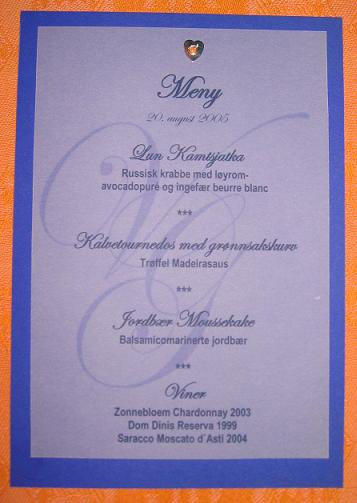 Meny
20. august 2005
Lun Kamtsjatka
Russisk krabbe med løyrom-
avocadopuré og ingefær beurre blanc
***
Kalvetournedos med grønnsakskurv
Trøffel Madeirasaus
***
Jordbær Moussekake
Balsamicomarinerte jordbær
***
Viner
Zonnebloem Chardonnay 2003
Dom Dinis Reserva 1999
Saracco Moscato d´Asti 2004